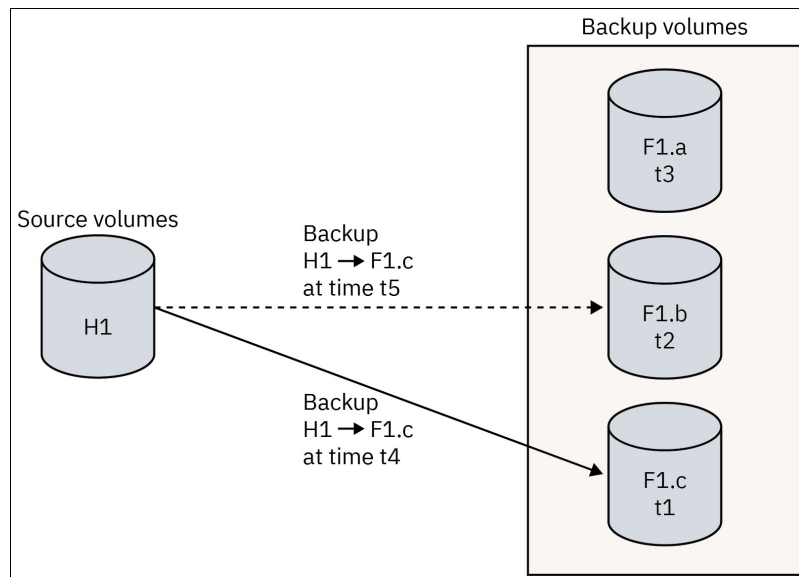 Backup volumes
F1.a
t3
Source volumes
H1
Backup
H1 → F1.c
at time t5
F1.b
t2
Backup
H1 → F1.c
at time t4
F1.c
t1